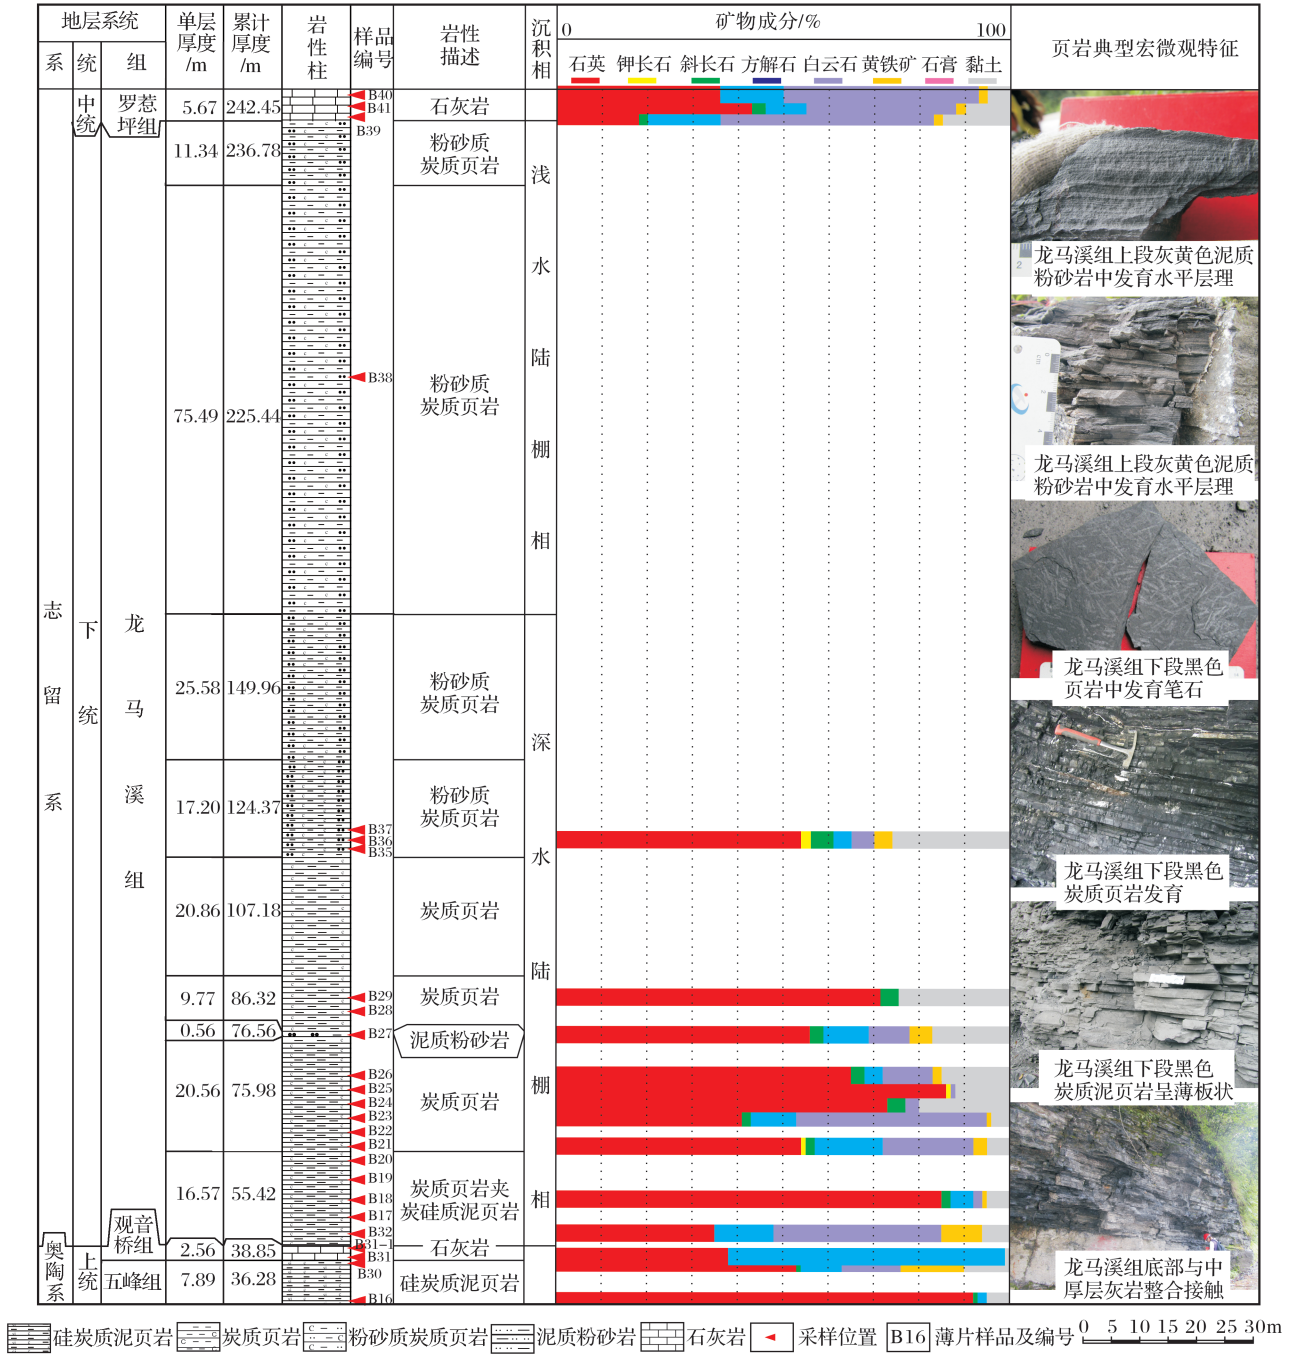 地层系统
系
统
组
单层
厚度
/m
累计
厚度
/m
岩
性
柱
样品
编号
岩性
描述
沉
积
相
0
矿物成分/%
100
石英 钾长石 斜长石 方解石 白云石 黄铁矿 石膏 黏土
页岩典型宏微观特征
中
统
罗惹
坪组
5.67 242.45
B40
B41
B39
石灰岩
11.34 236.78
粉砂质
炭质页岩
75.49 225.44
B38
粉砂质
炭质页岩
浅
水
陆
棚
相
志
留
系
下
统
龙
马
溪
组
25.58 149.96
粉砂质
炭质页岩
17.20 124.37
B37
B36
B35
粉砂质
炭质页岩
20.86 107.18
炭质页岩
9.77 86.32
B29
B28
炭质页岩
0.56 76.56
B27
泥质粉砂岩
20.56 75.98
B26
B25
B24
B23
B22
B21
炭质页岩
16.57 55.42
B20
B19
B18
B17
B32
炭质页岩夹
炭硅质泥页岩
深
水
陆
棚
相
观音
桥组
2.56 38.85
B31-1
B31
石灰岩
奥
陶
系
上
统
五峰组
7.89 36.28
B30
B16
硅炭质泥页岩
龙马溪组上段灰黄色泥质
粉砂岩中发育水平层理
龙马溪组上段灰黄色泥质
粉砂岩中发育水平层理
龙马溪组下段黑色
页岩中发育笔石
龙马溪组下段黑色
炭质页岩发育
龙马溪组下段黑色
炭质泥页岩呈薄板状
龙马溪组底部与中
厚层灰岩整合接触
硅炭质泥页岩 炭质页岩 粉砂质炭质页岩 泥质粉砂岩 石灰岩 采样位置 B16 薄片样品及编号 0 5 10 15 20 25 30m